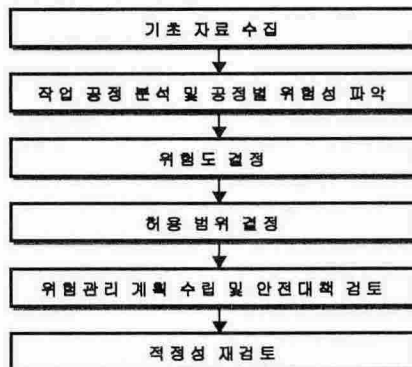 기초 자료 수집
작업 공정 분석 및 공정별 위험성 파악
위험도 결정
허용 범위 결정
위험관리 계획 수립 및 안전대책 검토
적정성 재검토